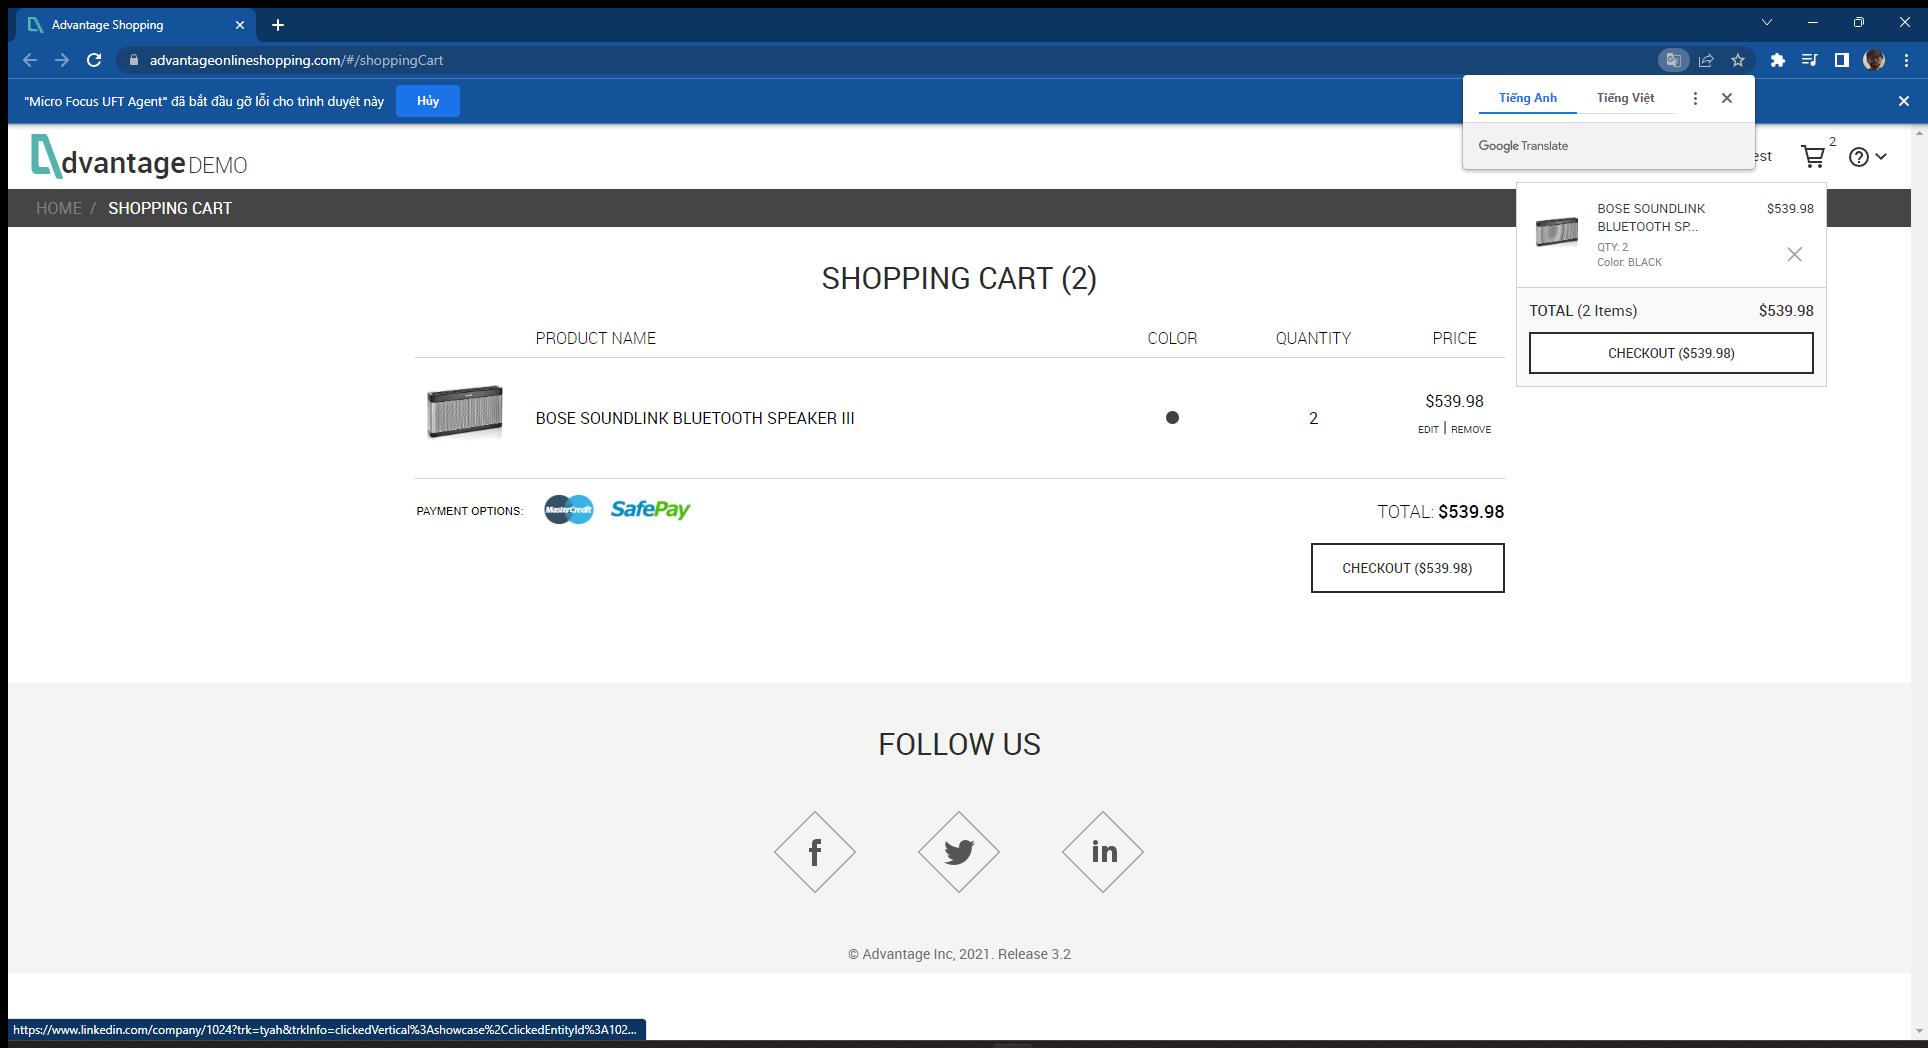 Advantage Shopping
advantageonlineshopping.com/#/shoppingCart
"Micro Focus UFT Agent" đã bắt đầu gỡ lỗi cho trình duyệt này
Hủy
Tiếng Anh
Tiếng Việt
Google Translate
dvantage DEMO
est
2
HOME / SHOPPING CART
BOSE SOUNDLINK
BLUETOOTH SP...
$539.98
QTY: 2
Color: BLACK
TOTAL (2 Items)
$539.98
CHECKOUT ($539.98)
SHOPPING CART (2)
PRODUCT NAME
COLOR
QUANTITY
PRICE
BOSE SOUNDLINK BLUETOOTH SPEAKER III
2
$539.98
EDIT | REMOVE
PAYMENT OPTIONS:
MasterCredit
SafePay
TOTAL: $539.98
CHECKOUT ($539.98)
FOLLOW US
f
in
© Advantage Inc, 2021. Release 3.2
https://www.linkedin.com/company/1024?trk=tyah&trkInfo=clickedVertical%3Ashowcase%2CclickedEntityId%3A102...